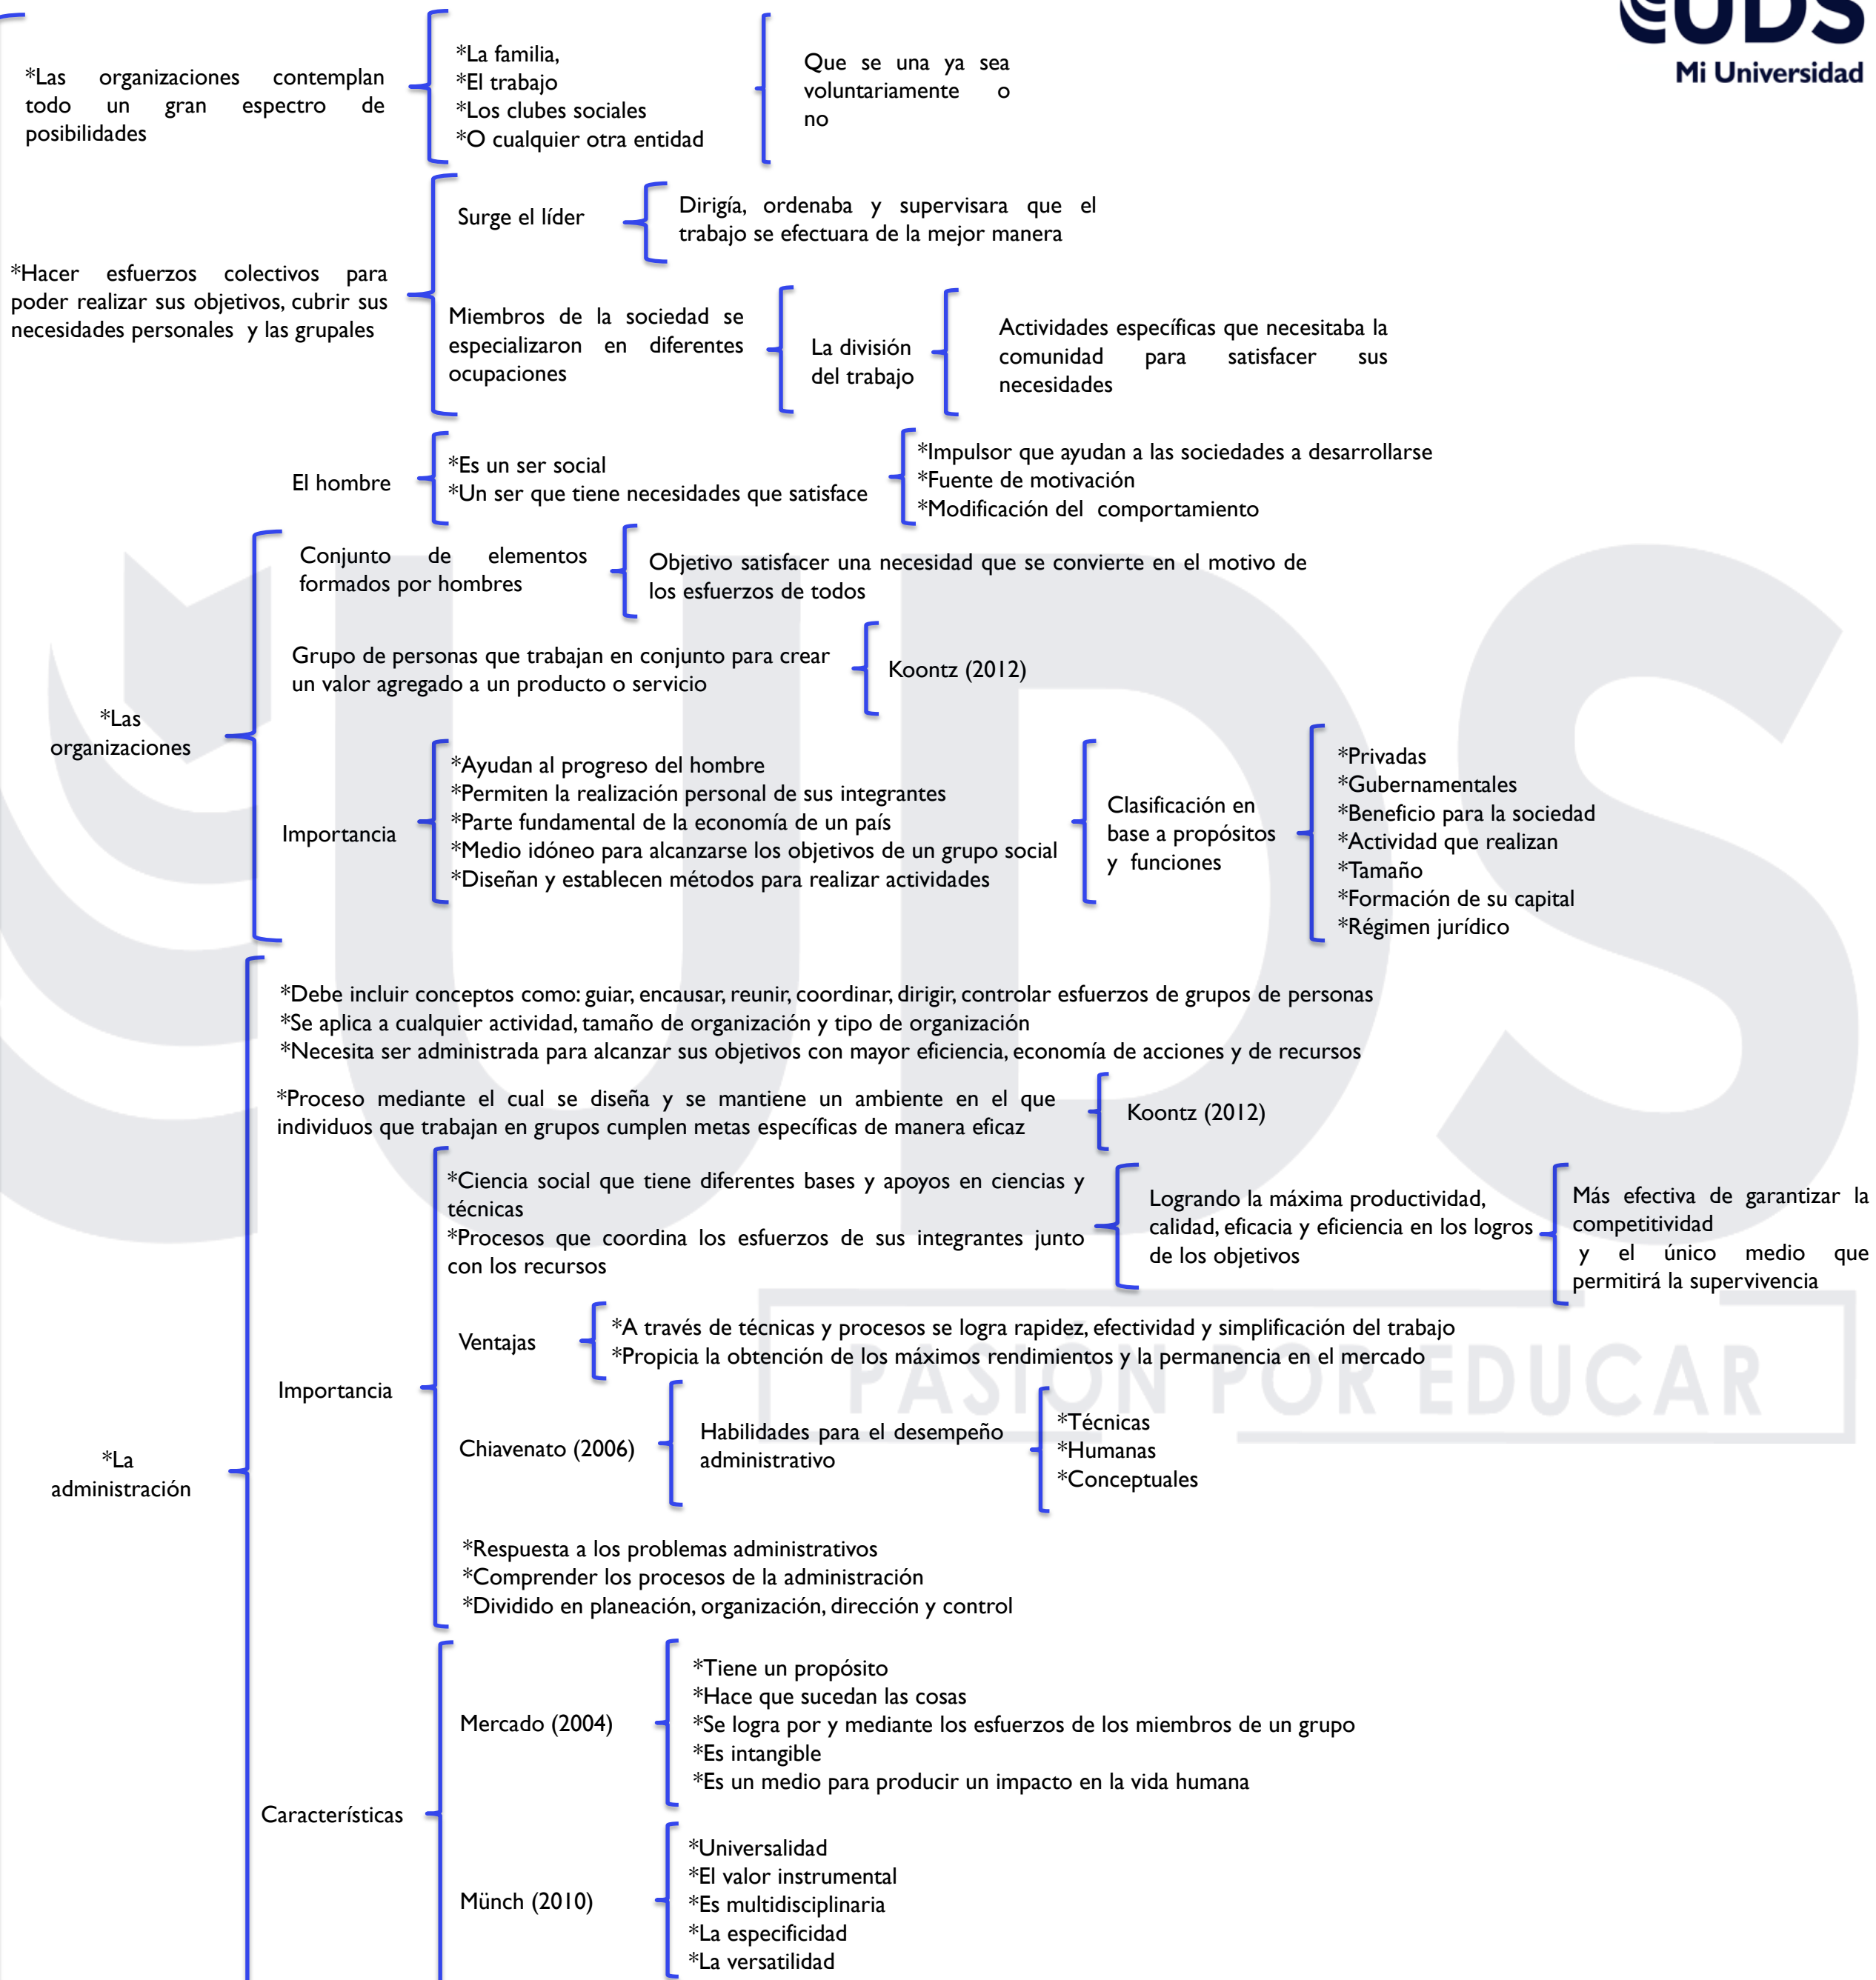 UDS
Mi Universidad
*Las organizaciones contemplan
todo un gran espectro de
posibilidades
*La familia,
*El trabajo
*Los clubes sociales
*O cualquier otra entidad
Que se una ya sea
voluntariamente o
no
*Hacer esfuerzos colectivos para
poder realizar sus objetivos, cubrir sus
necesidades personales y las grupales
Surge el líder
Dirigía, ordenaba y supervisara que el
trabajo se efectuara de la mejor manera
Miembros de la sociedad se
especializaron en diferentes
ocupaciones
La división
del trabajo
Actividades específicas que necesitaba la
comunidad para satisfacer sus
necesidades
El hombre
*Es un ser social
*Un ser que tiene necesidades que satisface
*Impulsor que ayudan a las sociedades a desarrollarse
*Fuente de motivación
*Modificación del comportamiento
*Las
organizaciones
Conjunto de elementos
formados por hombres
Objetivo satisfacer una necesidad que se convierte en el motivo de
los esfuerzos de todos
Grupo de personas que trabajan en conjunto para crear
un valor agregado a un producto o servicio
Koontz (2012)
Importancia
*Ayudan al progreso del hombre
*Permiten la realización personal de sus integrantes
*Parte fundamental de la economía de un país
*Medio idóneo para alcanzarse los objetivos de un grupo social
*Diseñan y establecen métodos para realizar actividades
Clasificación en
base a propósitos
y funciones
*Privadas
*Gubernamentales
*Beneficio para la sociedad
*Actividad que realizan
*Tamaño
*Formación de su capital
*Régimen jurídico
*La
administración
*Debe incluir conceptos como: guiar, encausar, reunir, coordinar, dirigir, controlar esfuerzos de grupos de personas
*Se aplica a cualquier actividad, tamaño de organización y tipo de organización
*Necesita ser administrada para alcanzar sus objetivos con mayor eficiencia, economía de acciones y de recursos
*Proceso mediante el cual se diseña y se mantiene un ambiente en el que
individuos que trabajan en grupos cumplen metas específicas de manera eficaz
Koontz (2012)
Importancia
*Ciencia social que tiene diferentes bases y apoyos en ciencias y
técnicas
*Procesos que coordina los esfuerzos de sus integrantes junto
con los recursos
Logrando la máxima productividad,
calidad, eficacia y eficiencia en los logros
de los objetivos
Más efectiva de garantizar la
competitividad
y el único medio que
permitirá la supervivencia
Ventajas
*A través de técnicas y procesos se logra rapidez, efectividad y simplificación del trabajo
*Propicia la obtención de los máximos rendimientos y la permanencia en el mercado
Chiavenato (2006)
Habilidades para el desempeño
administrativo
*Técnicas
*Humanas
*Conceptuales
*Respuesta a los problemas administrativos
*Comprender los procesos de la administración
*Dividido en planeación, organización, dirección y control
Características
Mercado (2004)
*Tiene un propósito
*Hace que sucedan las cosas
*Se logra por y mediante los esfuerzos de los miembros de un grupo
*Es intangible
*Es un medio para producir un impacto en la vida humana
Münch (2010)
*Universalidad
*El valor instrumental
*Es multidisciplinaria
*La especificidad
*La versatilidad
UDS
PASIÓN POR EDUCAR